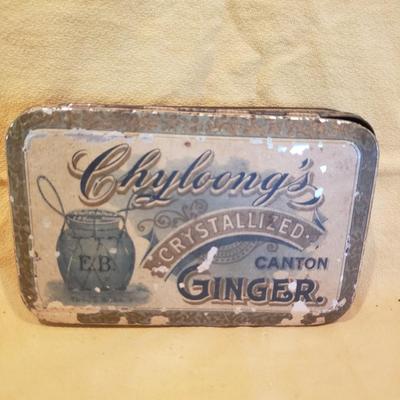 Chyloong's
CRYSTALLIZED
E.B.
CANTON
GINGER.